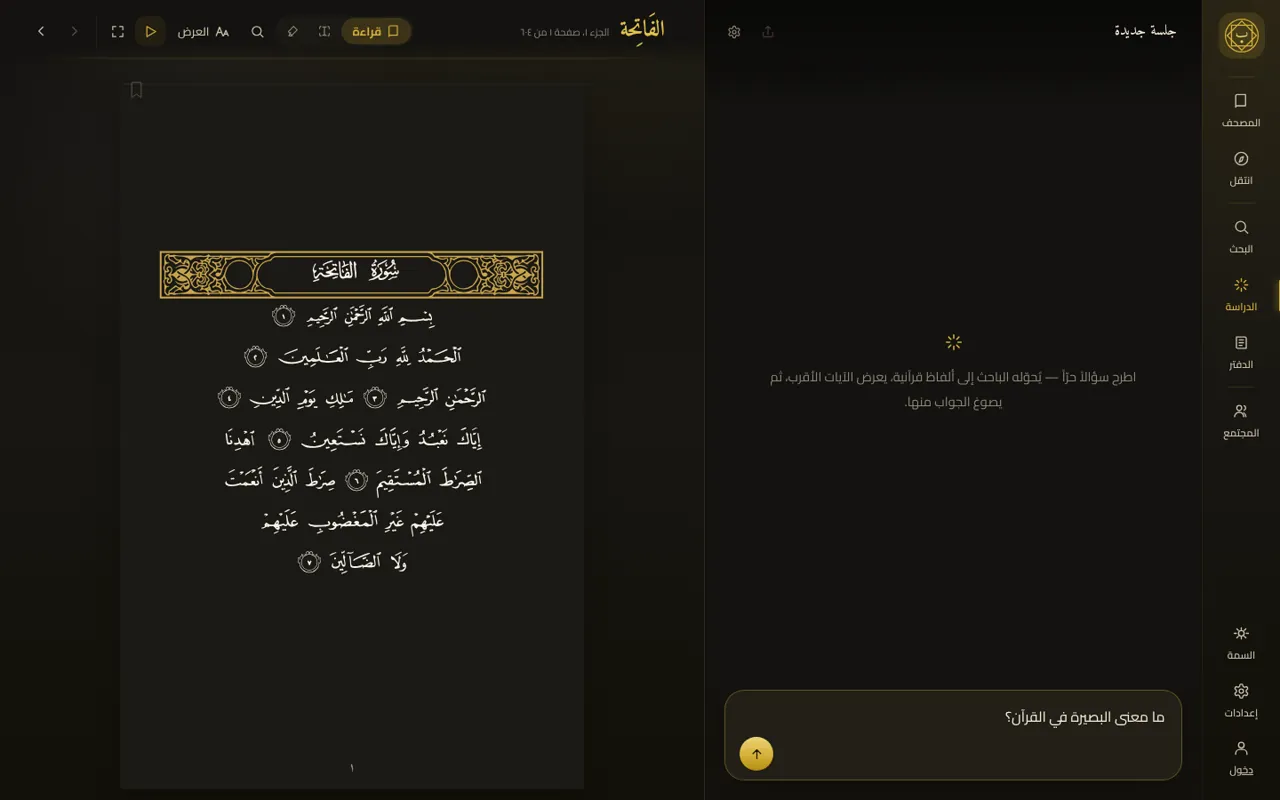 المصحف
انتقل
البحث
الدراسة
الدفتر
المجتمع
السمة
إعدادات
دخول
جلسة جديدة
اطرح سؤالاً حرّاً — يُحوّله الباحث إلى ألفاظ قرآنية، يعرض الآيات الأقرب، ثم
يصوغ الجواب منها.
ما معنى البصيرة في القرآن؟
الفَاتِحة
الجزء ١، صفحة ١ من ٦٠٤
قراءة
العرض
سُورَةُ الفَاتِحَةِ
بِسۡمِ ٱللَّهِ ٱلرَّحۡمَٰنِ ٱلرَّحِيمِ ١
ٱلۡحَمۡدُ لِلَّهِ رَبِّ ٱلۡعَٰلَمِينَ ٢
ٱلرَّحۡمَٰنِ ٱلرَّحِيمِ ٣ مَٰلِكِ يَوۡمِ ٱلدِّينِ ٤
إِيَّاكَ نَعۡبُدُ وَإِيَّاكَ نَسۡتَعِينُ ٥ ٱهۡدِنَا
ٱلصِّرَٰطَ ٱلۡمُسۡتَقِيمَ ٦ صِرَٰطَ ٱلَّذِينَ أَنۡعَمۡتَ
عَلَيۡهِمۡ غَيۡرِ ٱلۡمَغۡضُوبِ عَلَيۡهِمۡ
وَلَا ٱلضَّآلِّينَ ٧
١